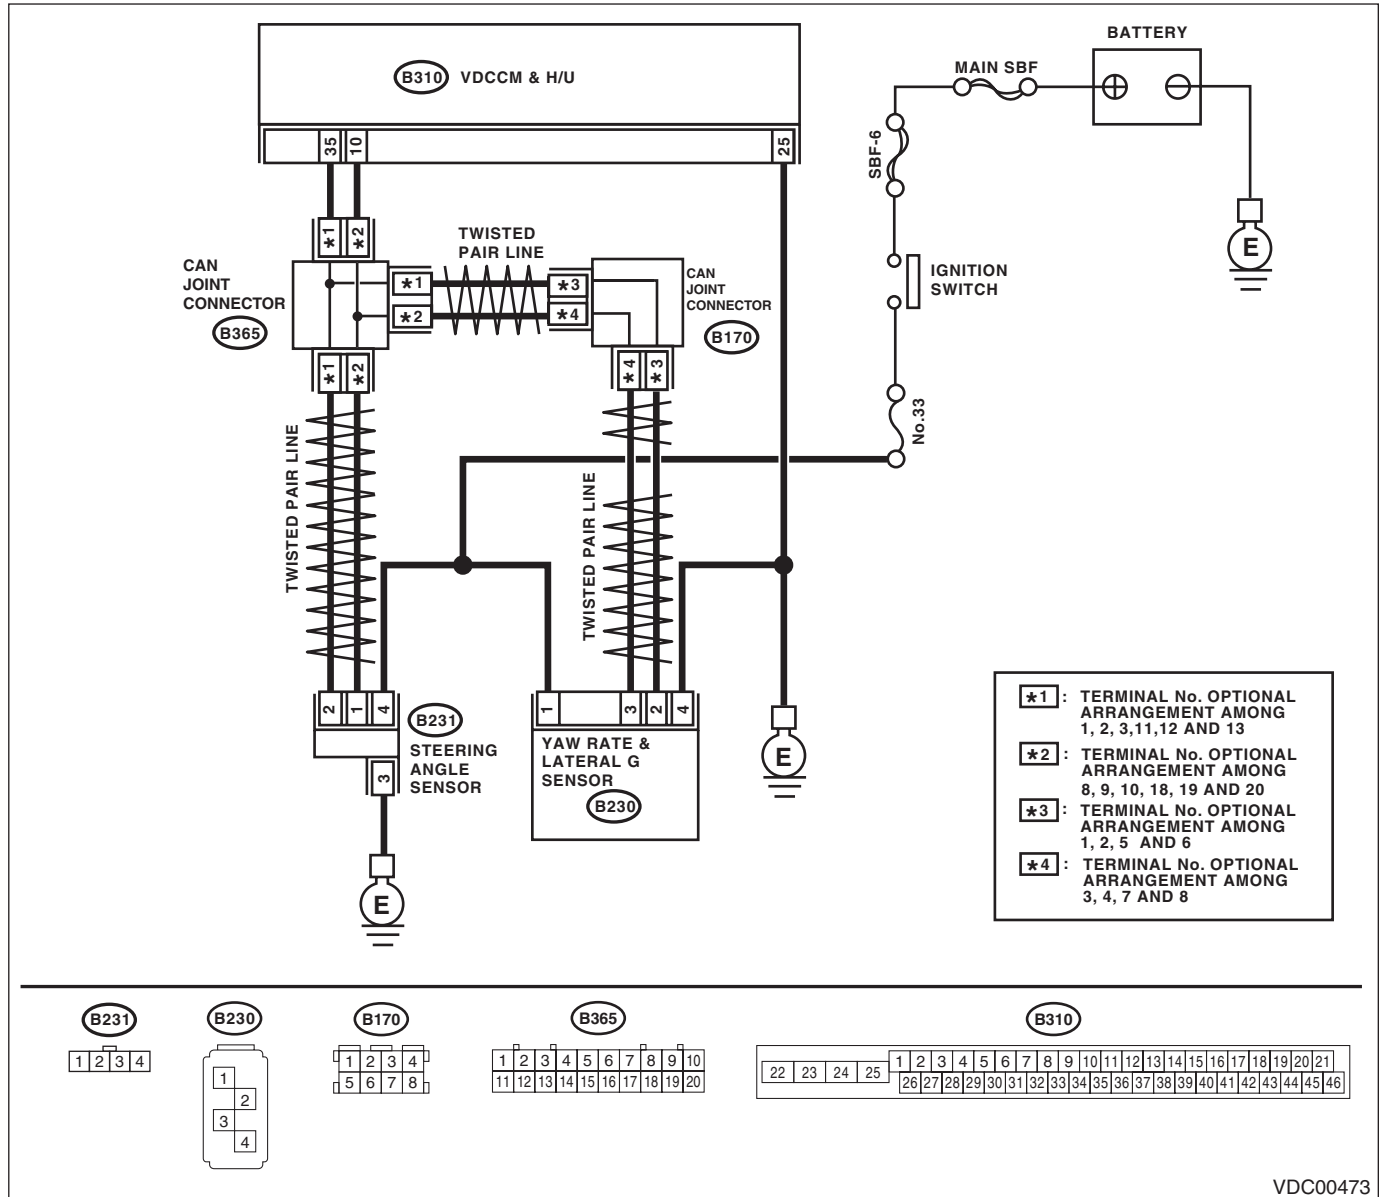 BATTERY
MAIN SBF
B310 VDCCM & H/U
SBF-6
35 10 25
*1 *2
TWISTED
PAIR LINE
CAN
JOINT
CONNECTOR
B365
*1
*2
*3
*4
CAN
JOINT
CONNECTOR
B170
IGNITION
SWITCH
E
*1 *2
*4 *3
No.33
TWISTED PAIR LINE
TWISTED PAIR LINE
2 1 4
B231
STEERING
ANGLE
SENSOR
3
1 3 2 4
YAW RATE &
LATERAL G
SENSOR
B230
E
E
*1 : TERMINAL No. OPTIONAL
ARRANGEMENT AMONG
1, 2, 3,11,12 AND 13
*2 : TERMINAL No. OPTIONAL
ARRANGEMENT AMONG
8, 9, 10, 18, 19 AND 20
*3 : TERMINAL No. OPTIONAL
ARRANGEMENT AMONG
1, 2, 5 AND 6
*4 : TERMINAL No. OPTIONAL
ARRANGEMENT AMONG
3, 4, 7 AND 8
B231
1 2 3 4
B230
1
2
3
4
B170
1 2 3 4
5 6 7 8
B365
1 2 3 4 5 6 7 8 9 10
11 12 13 14 15 16 17 18 19 20
B310
22 23 24 25
1 2 3 4 5 6 7 8 9 10 11 12 13 14 15 16 17 18 19 20 21
26 27 28 29 30 31 32 33 34 35 36 37 38 39 40 41 42 43 44 45 46
VDC00473